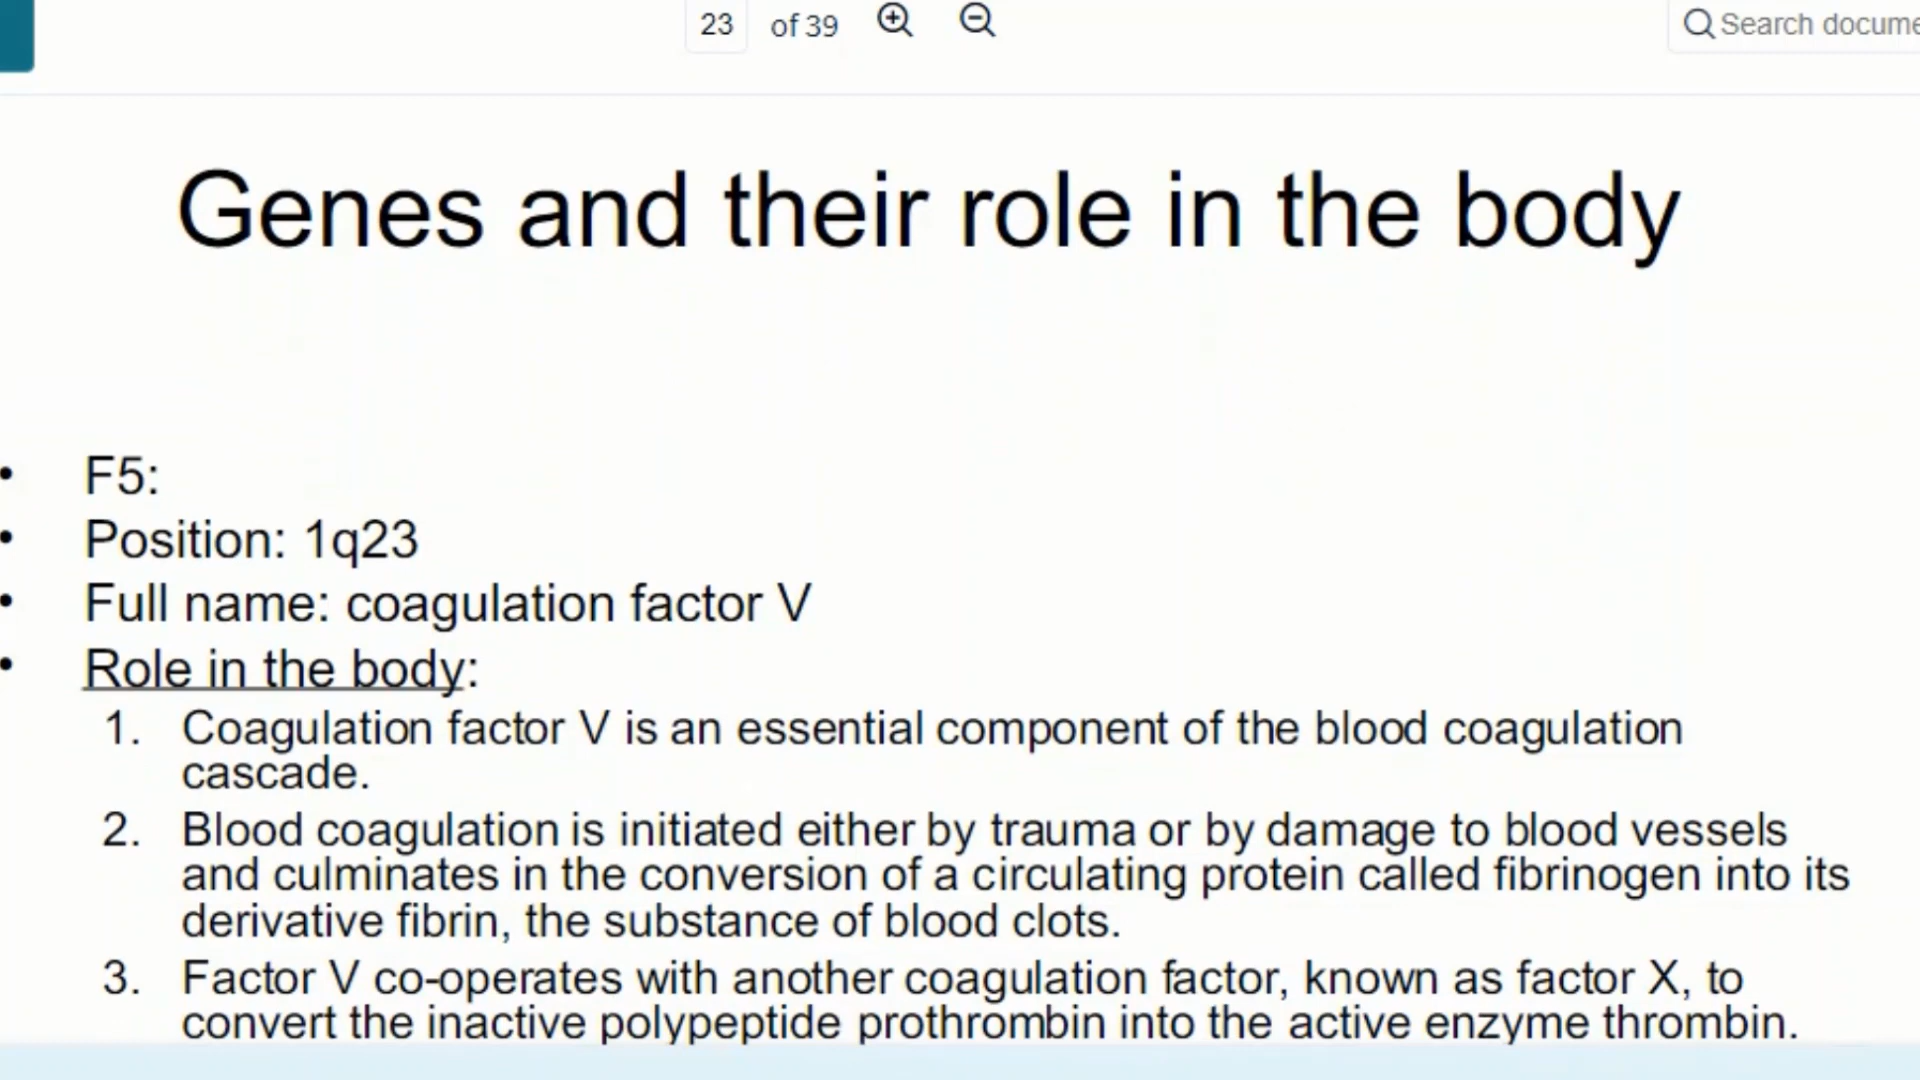 23 of 39
Search docume
Genes and their role in the body
• F5:
• Position: 1q23
• Full name: coagulation factor V
• Role in the body:
1. Coagulation factor V is an essential component of the blood coagulation
cascade.
2. Blood coagulation is initiated either by trauma or by damage to blood vessels
and culminates in the conversion of a circulating protein called fibrinogen into its
derivative fibrin, the substance of blood clots.
3. Factor V co-operates with another coagulation factor, known as factor X, to
convert the inactive polypeptide prothrombin into the active enzyme thrombin.